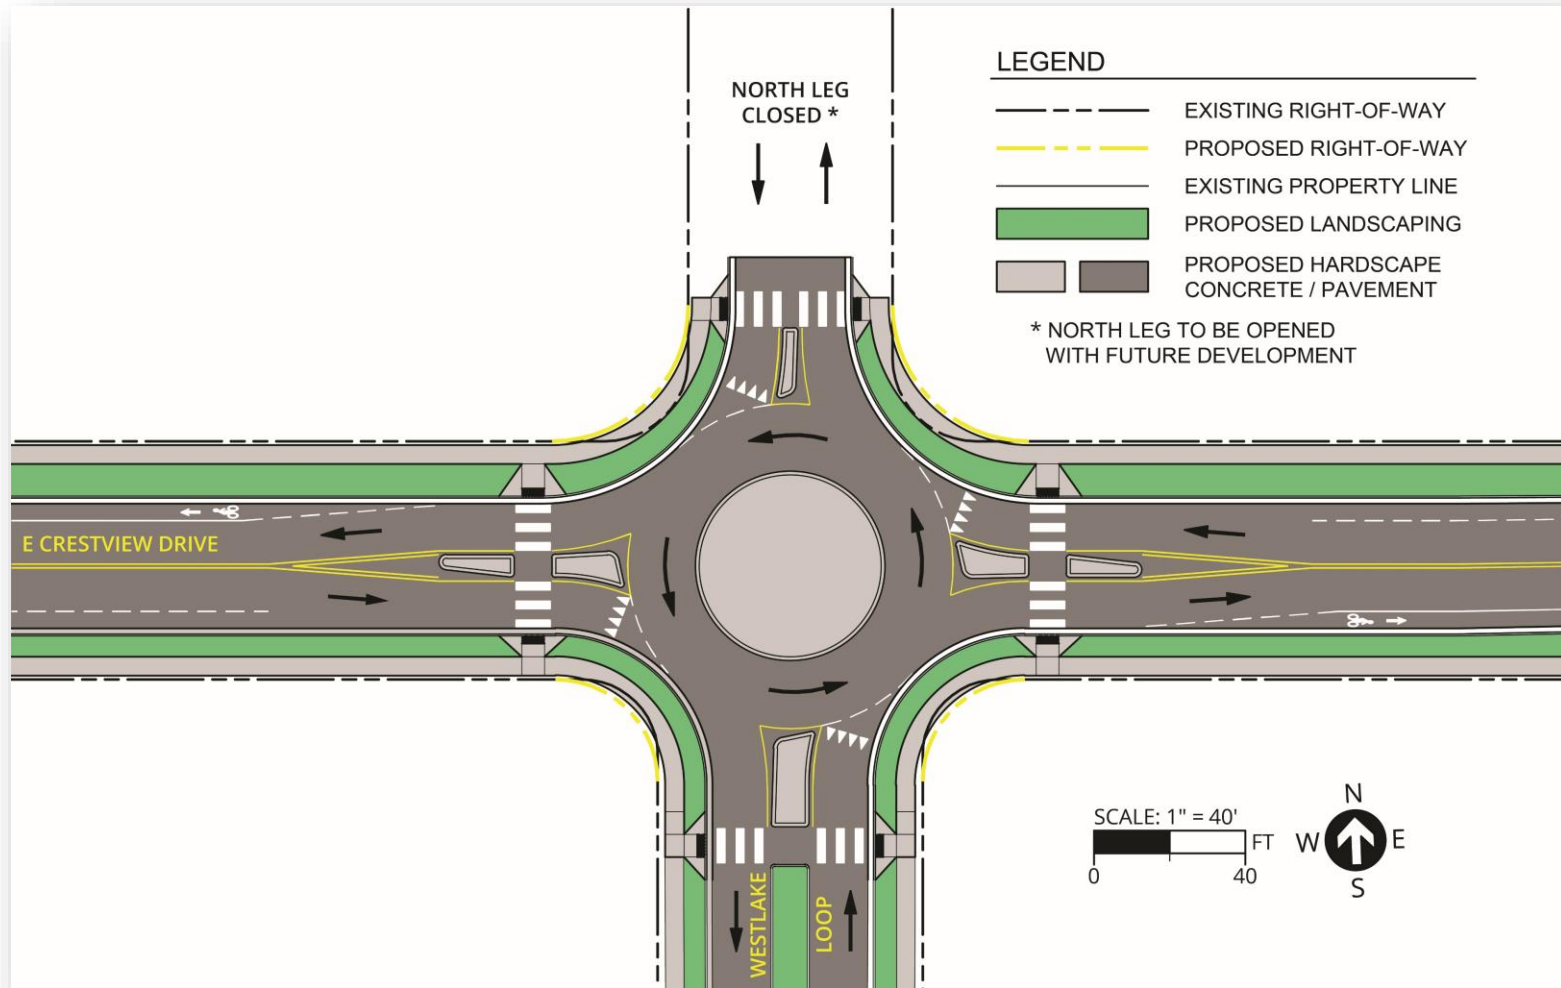 NORTH LEG
CLOSED *
LEGEND
EXISTING RIGHT-OF-WAY
PROPOSED RIGHT-OF-WAY
EXISTING PROPERTY LINE
PROPOSED LANDSCAPING
PROPOSED HARDSCAPE
CONCRETE / PAVEMENT
* NORTH LEG TO BE OPENED
WITH FUTURE DEVELOPMENT
E CRESTVIEW DRIVE
WESTLAKE
LOOP
SCALE: 1" = 40'
FT
0
40
N
W
E
S